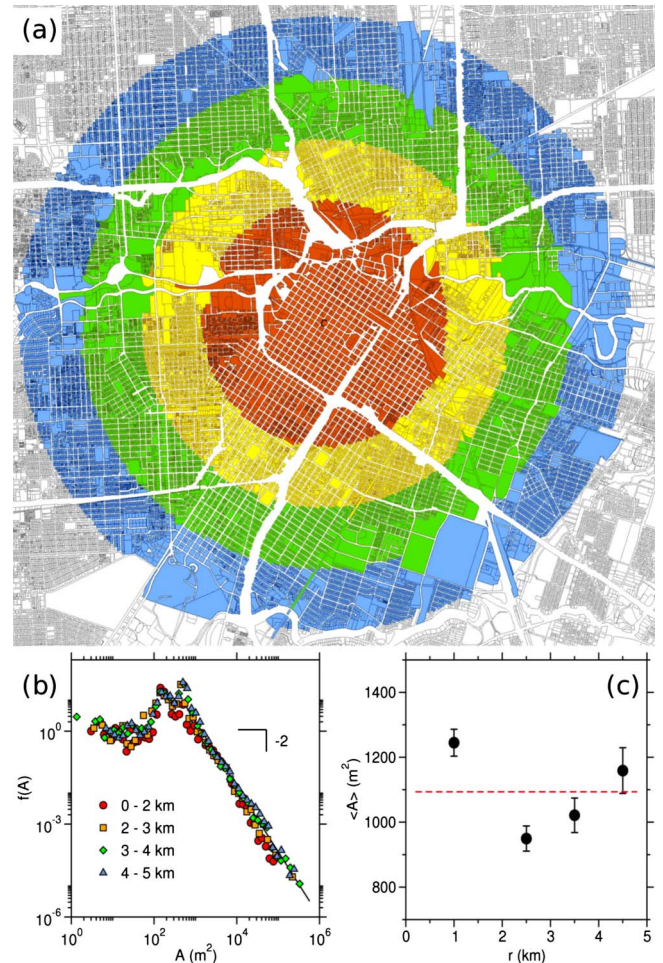 (a)
(b)
(c)
f(A)
10^0
10^-3
10^-6
-2
0 - 2 km
2 - 3 km
3 - 4 km
4 - 5 km
10^0 10^2 10^4 10^6
A (m^2)
<A> (m^2)
1400
1200
1000
800
0 1 2 3 4 5
r (km)